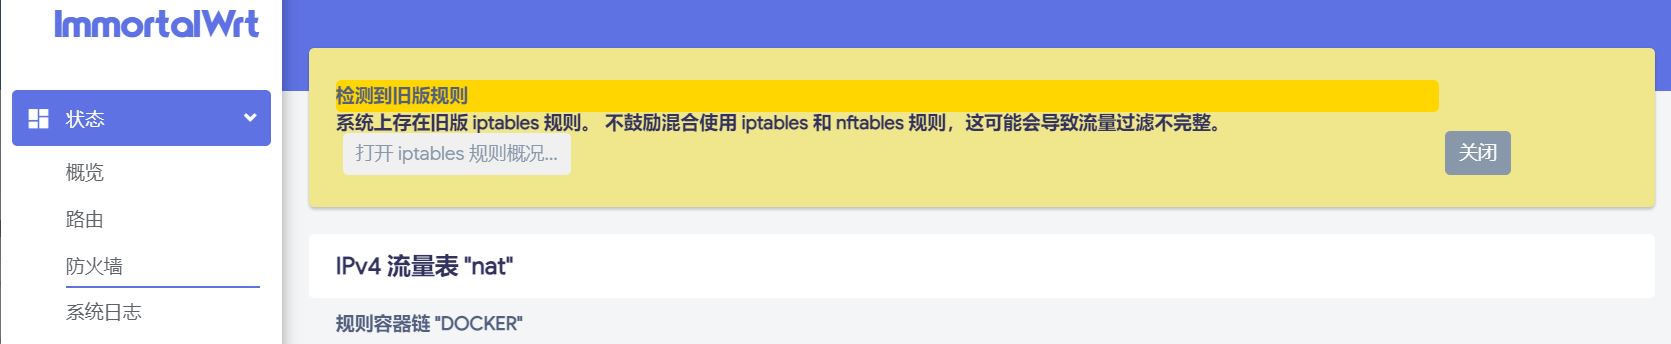 ImmortalWrt
状态
概览
路由
防火墙
系统日志
检测到旧版规则
系统上存在旧版 iptables 规则。 不鼓励混合使用 iptables 和 nftables 规则，这可能会导致流量过滤不完整。
打开 iptables 规则概况...
关闭
IPv4 流量表 "nat"
规则容器链 "DOCKER"